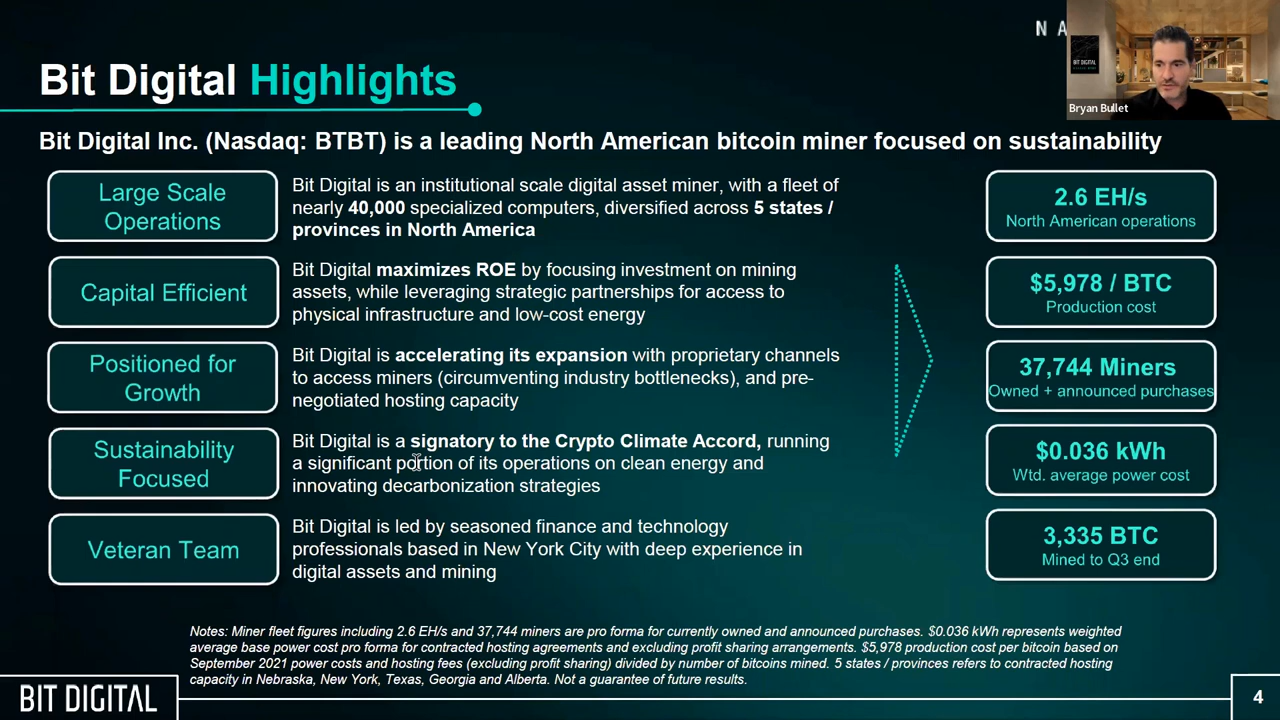 N A
BIT DIGITAL
Bryan Bullet
Bit Digital Highlights
Bit Digital Inc. (Nasdaq: BTBT) is a leading North American bitcoin miner focused on sustainability
Large Scale
Operations
Bit Digital is an institutional scale digital asset miner, with a fleet of
nearly 40,000 specialized computers, diversified across 5 states /
provinces in North America
2.6 EH/s
North American operations
Capital Efficient
Bit Digital maximizes ROE by focusing investment on mining
assets, while leveraging strategic partnerships for access to
physical infrastructure and low-cost energy
$5,978 / BTC
Production cost
Positioned for
Growth
Bit Digital is accelerating its expansion with proprietary channels
to access miners (circumventing industry bottlenecks), and pre-
negotiated hosting capacity
37,744 Miners
Owned + announced purchases
Sustainability
Focused
Bit Digital is a signatory to the Crypto Climate Accord, running
a significant portion of its operations on clean energy and
innovating decarbonization strategies
$0.036 kWh
Wtd. average power cost
Veteran Team
Bit Digital is led by seasoned finance and technology
professionals based in New York City with deep experience in
digital assets and mining
3,335 BTC
Mined to Q3 end
Notes: Miner fleet figures including 2.6 EH/s and 37,744 miners are pro forma for currently owned and announced purchases. $0.036 kWh represents weighted
average base power cost pro forma for contracted hosting agreements and excluding profit sharing arrangements. $5,978 production cost per bitcoin based on
September 2021 power costs and hosting fees (excluding profit sharing) divided by number of bitcoins mined. 5 states / provinces refers to contracted hosting
capacity in Nebraska, New York, Texas, Georgia and Alberta. Not a guarantee of future results.
BIT DIGITAL
4